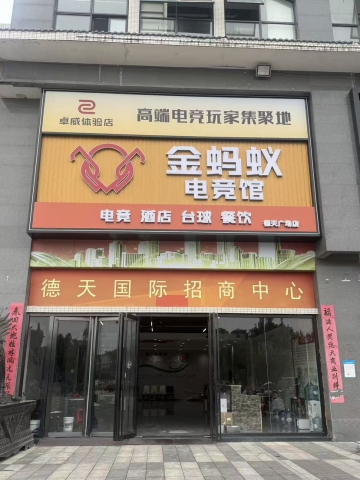 卓威体验店
高端电竞玩家集聚地
金蚂蚁
电竞馆
电竞 酒店 台球 餐饮 德天广场店
德天国际招商中心